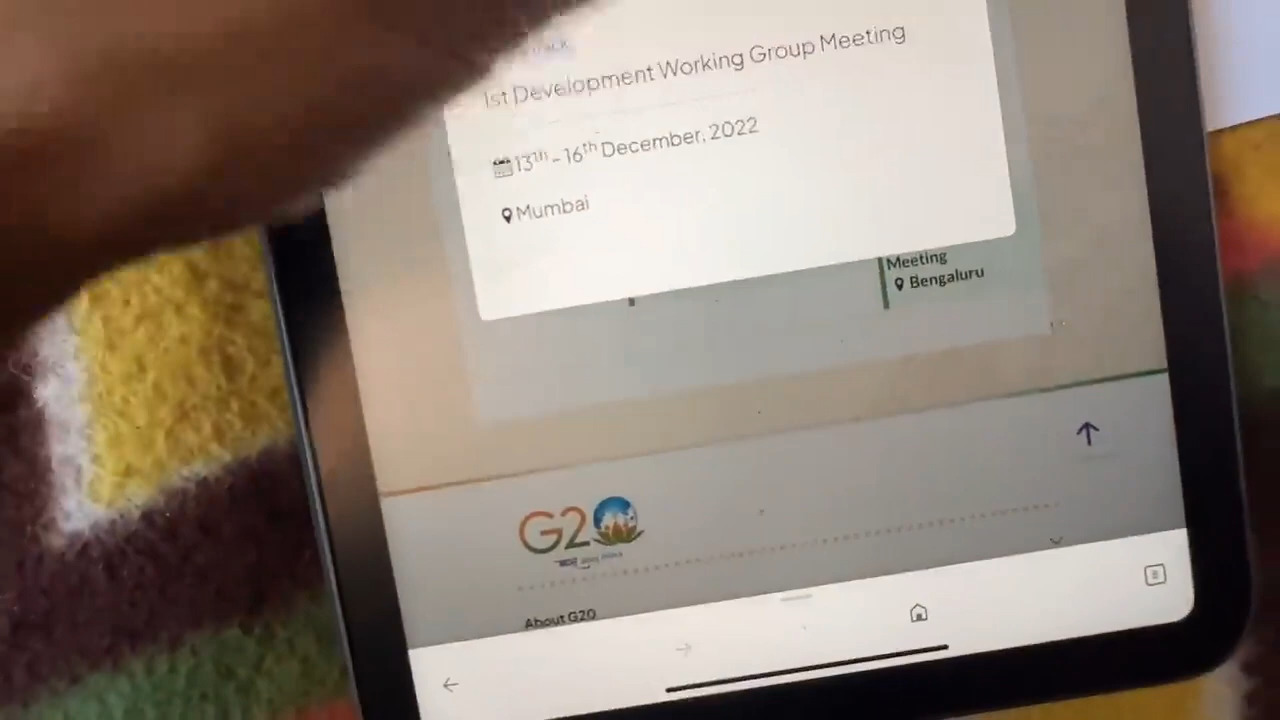 1st Development Working Group Meeting
13TH - 16th December, 2022
Mumbai
Meeting
Bengaluru
G20
About G20